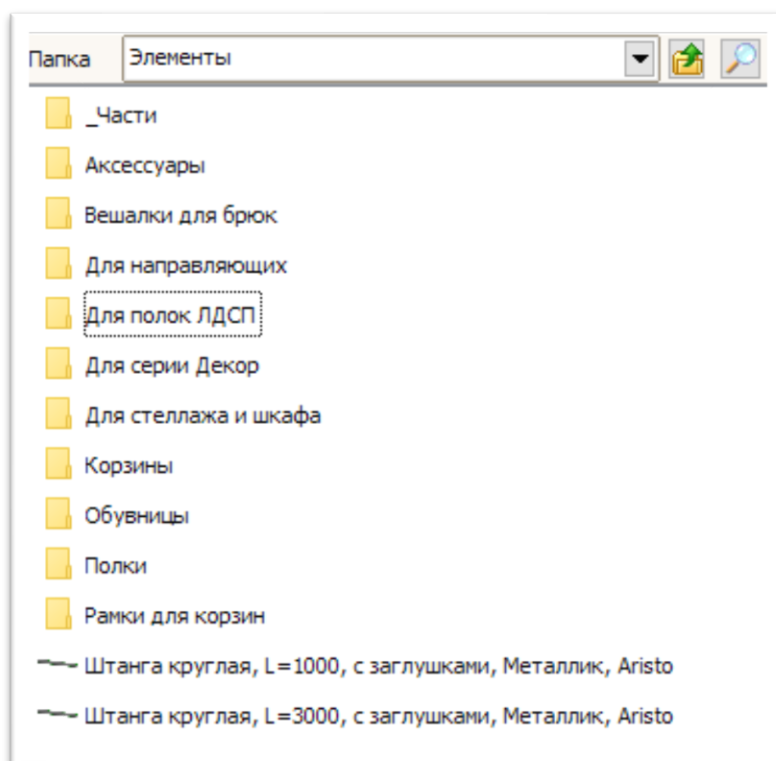 Папка Элементы
_Части
Аксессуары
Вешалки для брюк
Для направляющих
Для полок ЛДСП
Для серии Декор
Для стеллажа и шкафа
Корзины
Обувницы
Полки
Рамки для корзин
Штанга круглая, L=1000, с заглушками, Металлик, Aristo
Штанга круглая, L=3000, с заглушками, Металлик, Aristo